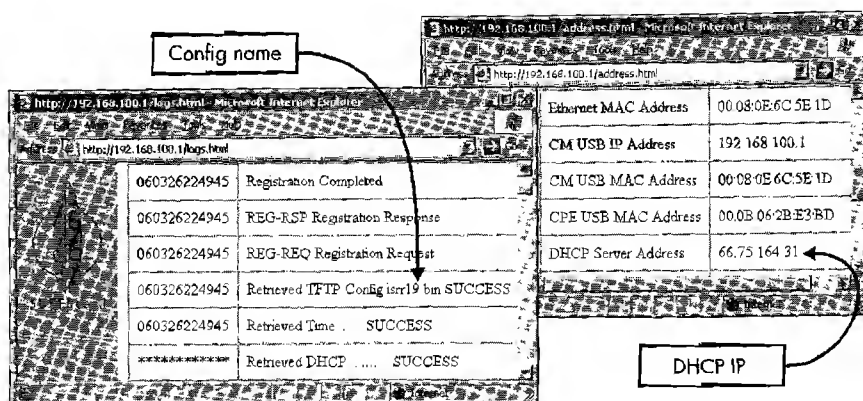 Config name
http://192.168.100.1/logs.html - Microsoft Internet Explorer
http://192.168.100.1/logs.html
060326224945 Registration Completed
060326224945 REG-RSP Registration Response
060326224945 REG-REQ Registration Request
060326224945 Retrieved TFTP Config isrr19 bin SUCCESS
060326224945 Retrieved Time . SUCCESS
************ Retrieved DHCP ..... SUCCESS
http://192.168.100.1/address.html - Microsoft Internet Explorer
http://192.168.100.1/address.html
Ethernet MAC Address 00:08:0E:6C:5E:1D
CM USB IP Address 192 168 100.1
CM USB MAC Address 00:08:0E:6C:5E:1D
CPE USB MAC Address 00:0B:06:2B:E3:BD
DHCP Server Address 66.75 164 31
DHCP IP